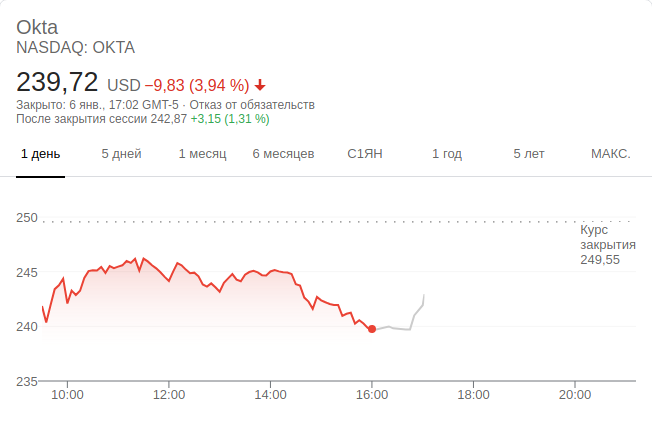 Okta
NASDAQ: OKTA
239,72 USD −9,83 (3,94 %)
Закрыто: 6 янв., 17:02 GMT-5 · Отказ от обязательств
После закрытия сессии 242,87 +3,15 (1,31 %)
1 день 5 дней 1 месяц 6 месяцев С1ЯН 1 год 5 лет МАКС.
250
Курс
закрытия
249,55
245
240
235
10:00 12:00 14:00 16:00 18:00 20:00